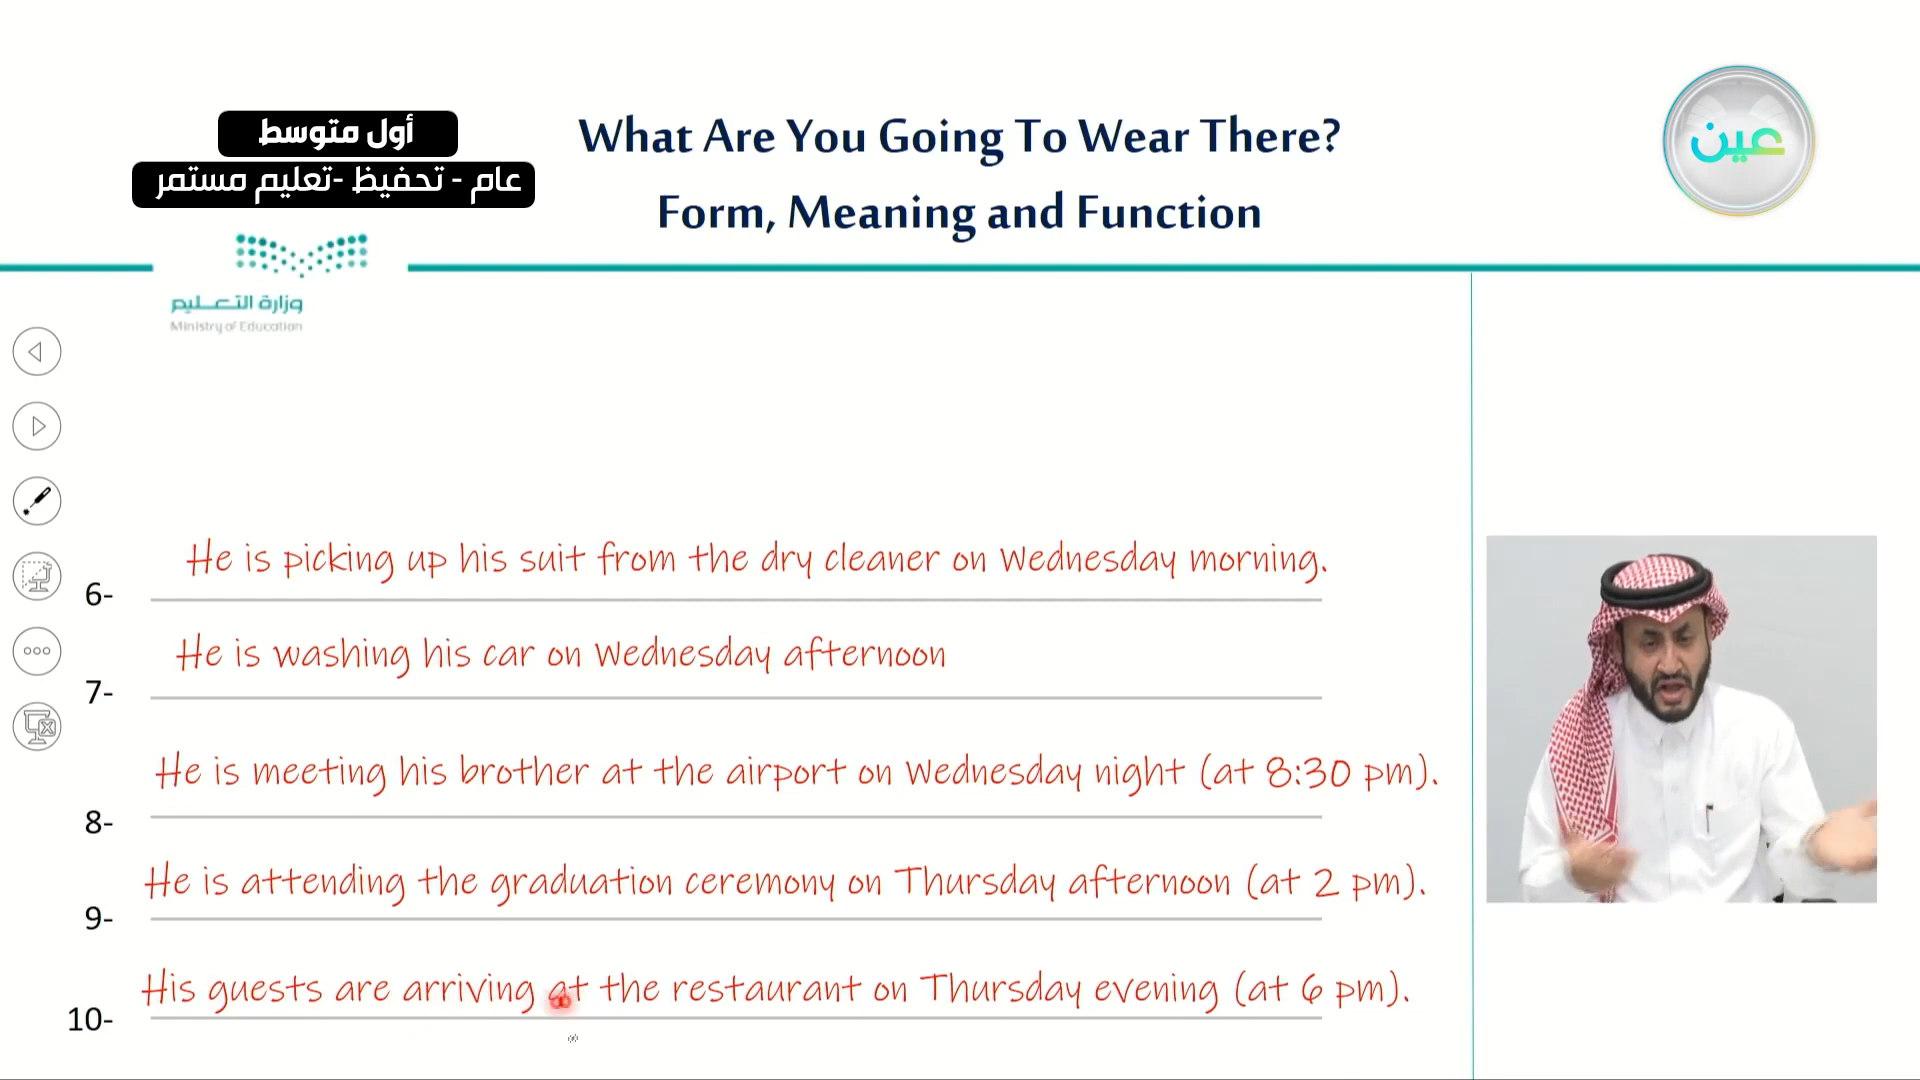 أول متوسط
عام - تحفيظ -تعليم مستمر
What Are You Going To Wear There?
Form, Meaning and Function
عين
وزارة التعليم
Ministry of Education
6- He is picking up his suit from the dry cleaner on Wednesday morning.
7- He is washing his car on Wednesday afternoon
8- He is meeting his brother at the airport on Wednesday night (at 8:30 pm).
9- He is attending the graduation ceremony on Thursday afternoon (at 2 pm).
10- His guests are arriving at the restaurant on Thursday evening (at 6 pm).